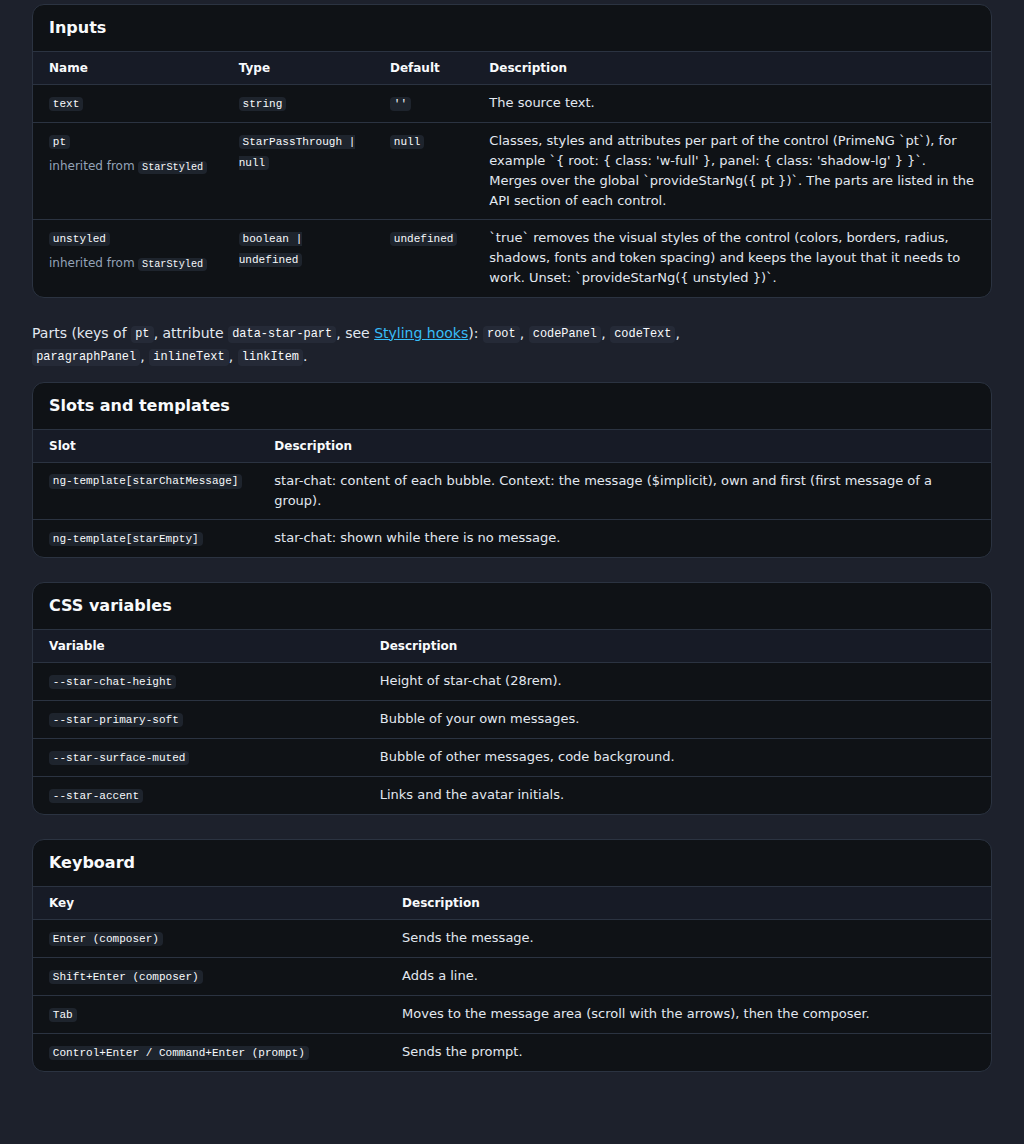 Inputs
Name Type Default Description
text string '' The source text.
pt StarPassThrough | Classes, styles and attributes per part of the control (PrimeNG `pt`), for
null null example `{ root: { class: 'w-full' }, panel: { class: 'shadow-lg' } }`.
inherited from StarStyled Merges over the global `provideStarNg({ pt })`. The parts are listed in the
API section of each control.
unstyled boolean | undefined `true` removes the visual styles of the control (colors, borders, radius,
inherited from StarStyled undefined shadows, fonts and token spacing) and keeps the layout that it needs to
work. Unset: `provideStarNg({ unstyled })`.
Parts (keys of pt, attribute data-star-part, see Styling hooks): root, codePanel, codeText,
paragraphPanel, inlineText, linkItem.
Slots and templates
Slot Description
ng-template[starChatMessage] star-chat: content of each bubble. Context: the message ($implicit), own and first (first message of a
group).
ng-template[starEmpty] star-chat: shown while there is no message.
CSS variables
Variable Description
--star-chat-height Height of star-chat (28rem).
--star-primary-soft Bubble of your own messages.
--star-surface-muted Bubble of other messages, code background.
--star-accent Links and the avatar initials.
Keyboard
Key Description
Enter (composer) Sends the message.
Shift+Enter (composer) Adds a line.
Tab Moves to the message area (scroll with the arrows), then the composer.
Control+Enter / Command+Enter (prompt) Sends the prompt.